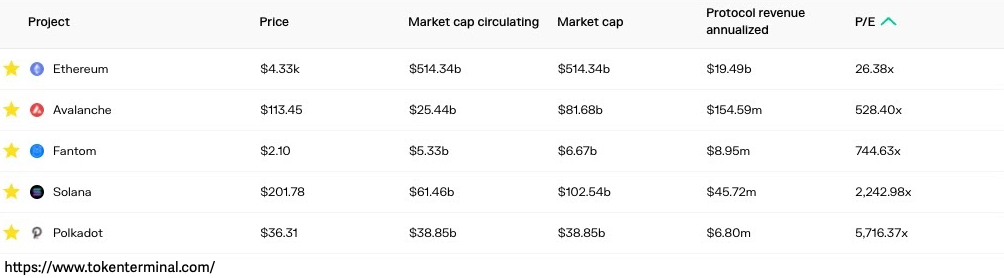 Project Price Market cap circulating Market cap Protocol revenue annualized P/E
Ethereum $4.33k $514.34b $514.34b $19.49b 26.38x
Avalanche $113.45 $25.44b $81.68b $154.59m 528.40x
Fantom $2.10 $5.33b $6.67b $8.95m 744.63x
Solana $201.78 $61.46b $102.54b $45.72m 2,242.98x
Polkadot $36.31 $38.85b $38.85b $6.80m 5,716.37x
https://www.tokenterminal.com/